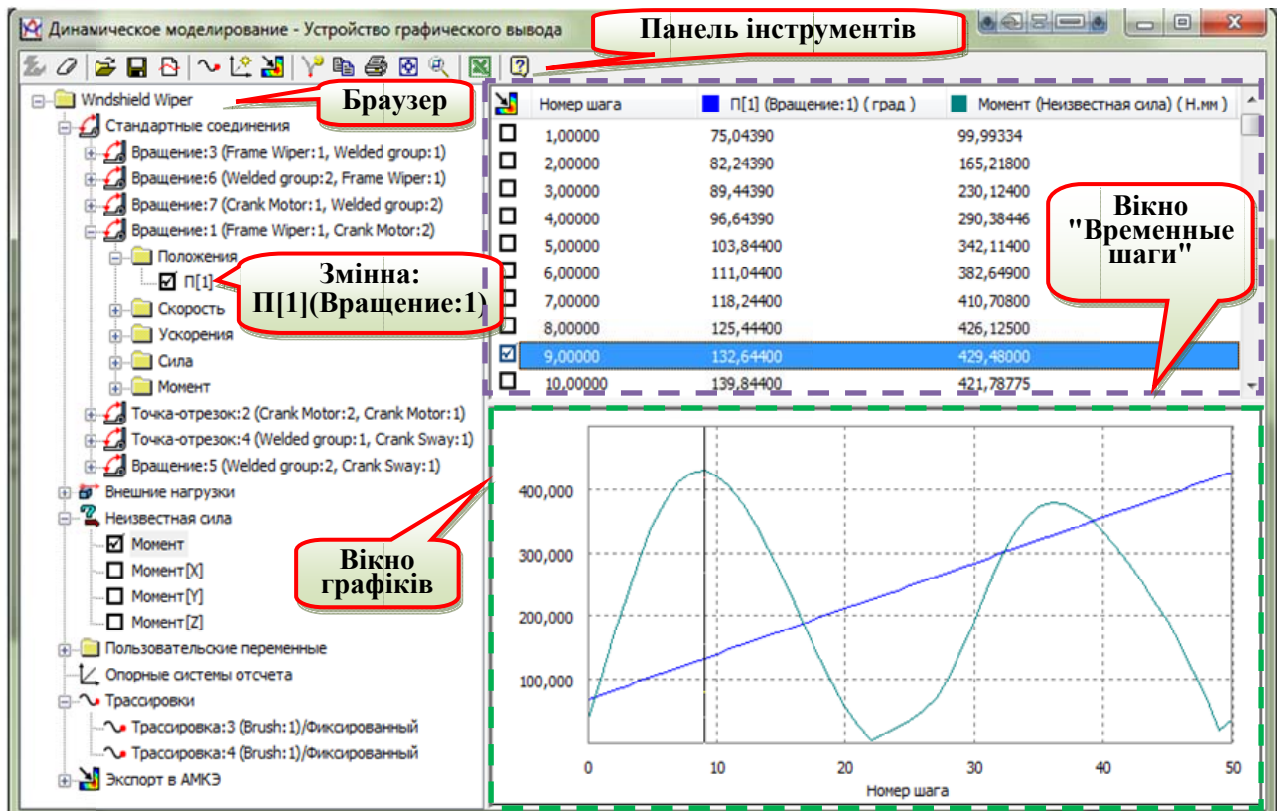 Динамическое моделирование - Устройство графического вывода
Панель інструментів
Браузер
Wndshield Wiper
Стандартные соединения
Вращение:3 (Frame Wiper:1, Welded group:1)
Вращение:6 (Welded group:2, Frame Wiper:1)
Вращение:7 (Crank Motor:1, Welded group:2)
Вращение:1 (Frame Wiper:1, Crank Motor:2)
Положения
П[1]
Змінна:
П[1](Вращение:1)
Скорость
Ускорения
Сила
Момент
Точка-отрезок:2 (Crank Motor:2, Crank Motor:1)
Точка-отрезок:4 (Welded group:1, Crank Sway:1)
Вращение:5 (Welded group:2, Crank Sway:1)
Внешние нагрузки
Неизвестная сила
Момент
Момент[X]
Момент[Y]
Момент[Z]
Пользовательские переменные
Опорные системы отсчета
Трассировки
Трассировка:3 (Brush:1)/Фиксированный
Трассировка:4 (Brush:1)/Фиксированный
Экспорт в АМКЭ
Номер шага П[1] (Вращение:1) ( град ) Момент (Неизвестная сила) ( Н.мм )
1,00000 75,04390 99,99334
2,00000 82,24390 165,21800
3,00000 89,44390 230,12400
4,00000 96,64390 290,38446
5,00000 103,84400 342,11400
6,00000 111,04400 382,64900
7,00000 118,24400 410,70800
8,00000 125,44400 426,12500
9,00000 132,64400 429,48000
10,00000 139,84400 421,78775
Вікно
"Временные
шаги"
Вікно
графіків
400,000
300,000
200,000
100,000
0 10 20 30 40 50
Номер шага